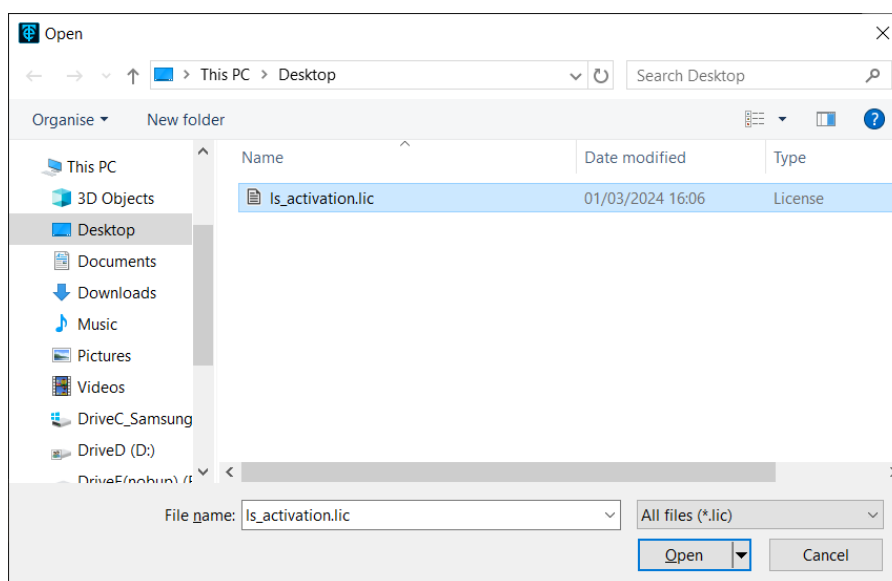 Open
This PC > Desktop
Search Desktop
Organise
New folder
?
Name
Date modified
Type
This PC
3D Objects
Desktop
Documents
Downloads
Music
Pictures
Videos
DriveC_Samsung
DriveD (D:)
ls_activation.lic
01/03/2024 16:06
License
File name:
ls_activation.lic
All files (*.lic)
Open
Cancel